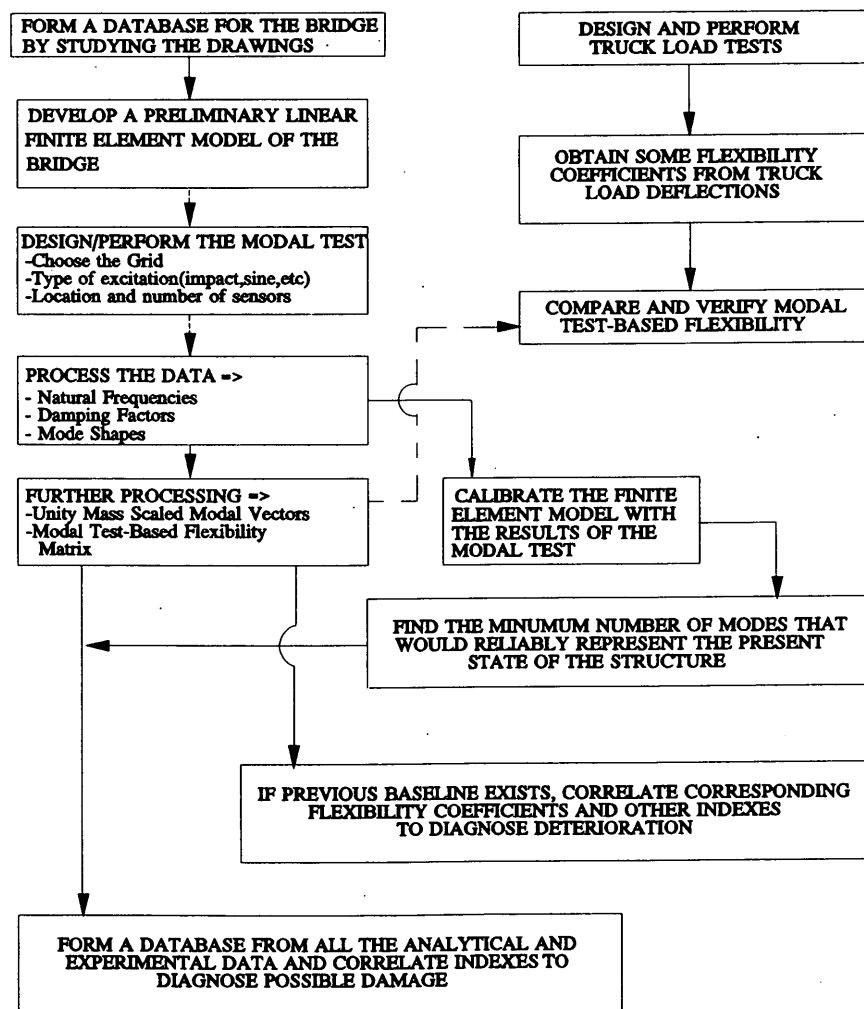 FORM A DATABASE FOR THE BRIDGE
BY STUDYING THE DRAWINGS
DEVELOP A PRELIMINARY LINEAR
FINITE ELEMENT MODEL OF THE
BRIDGE
DESIGN/PERFORM THE MODAL TEST
-Choose the Grid
-Type of excitation(impact,sine,etc)
-Location and number of sensors
PROCESS THE DATA =>
- Natural Frequencies
- Damping Factors
- Mode Shapes
FURTHER PROCESSING =>
-Unity Mass Scaled Modal Vectors
-Modal Test-Based Flexibility
Matrix
DESIGN AND PERFORM
TRUCK LOAD TESTS
OBTAIN SOME FLEXIBILITY
COEFFICIENTS FROM TRUCK
LOAD DEFLECTIONS
COMPARE AND VERIFY MODAL
TEST-BASED FLEXIBILITY
CALIBRATE THE FINITE
ELEMENT MODEL WITH
THE RESULTS OF THE
MODAL TEST
FIND THE MINUMUM NUMBER OF MODES THAT
WOULD RELIABLY REPRESENT THE PRESENT
STATE OF THE STRUCTURE
IF PREVIOUS BASELINE EXISTS, CORRELATE CORRESPONDING
FLEXIBILITY COEFFICIENTS AND OTHER INDEXES
TO DIAGNOSE DETERIORATION
FORM A DATABASE FROM ALL THE ANALYTICAL AND
EXPERIMENTAL DATA AND CORRELATE INDEXES TO
DIAGNOSE POSSIBLE DAMAGE